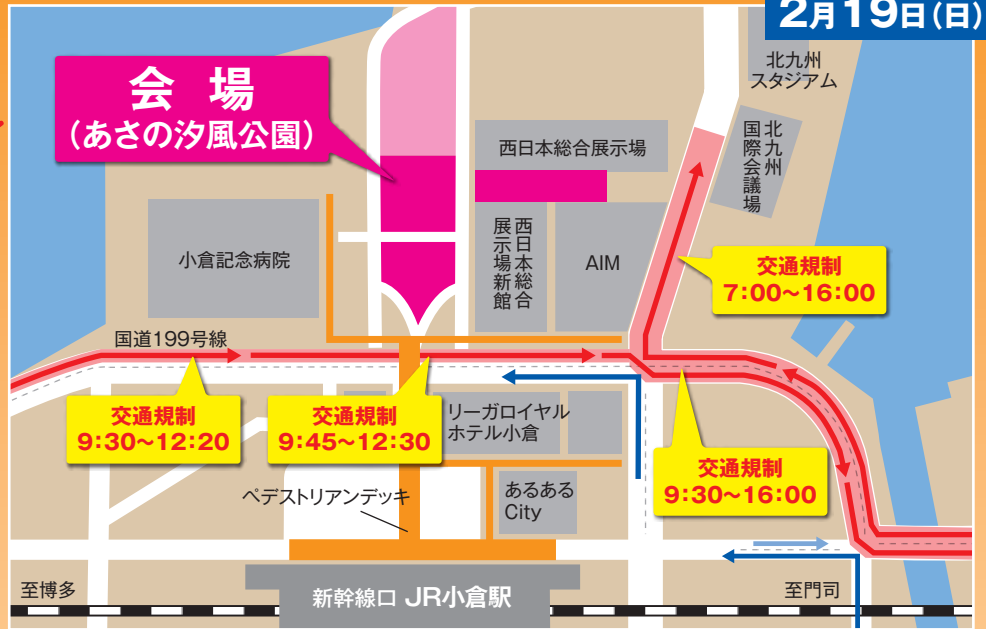 2月19日(日)
北九州
スタジアム
会 場
(あさの汐風公園)
西日本総合展示場
北九州
国際会議場
小倉記念病院
西日本総合
展示場新館
AIM
交通規制
7:00〜16:00
国道199号線
交通規制
9:30〜12:20
交通規制
9:45〜12:30
リーガロイヤル
ホテル小倉
交通規制
9:30〜16:00
ペデストリアンデッキ
あるある
City
至博多
新幹線口 JR小倉駅
至門司